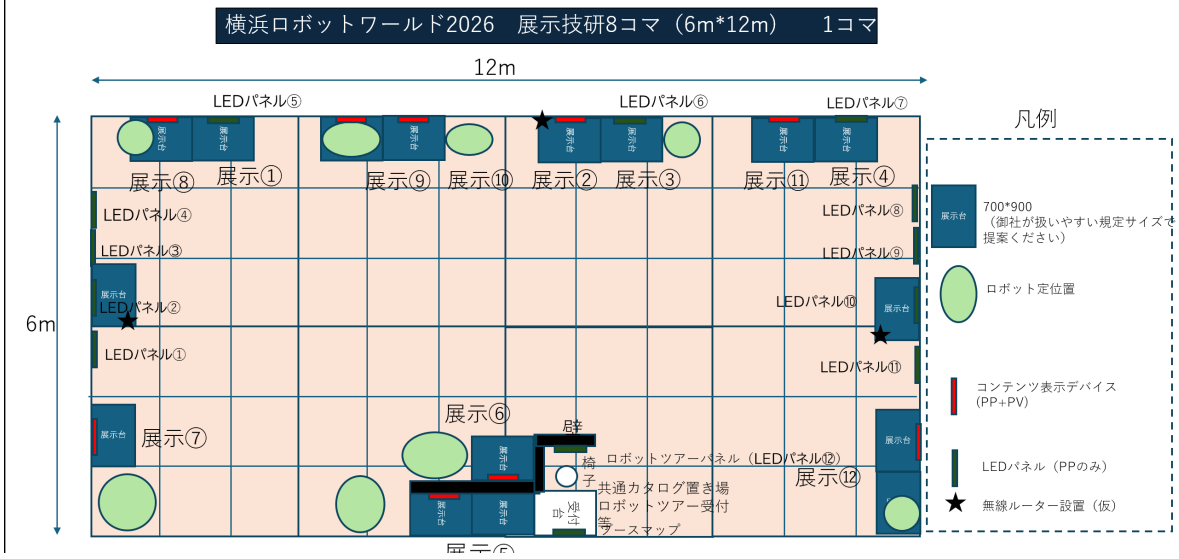 横浜ロボットワールド2026　展示技研8コマ（6m*12m）　1コマ
12m
LEDパネル⑤
LEDパネル⑥
LEDパネル⑦
凡例
展示台
展示台
展示台
展示台
展示台
展示台
展示台
展示⑧
展示①
展示⑨
展示⑩
展示②
展示③
展示⑪
展示④
LEDパネル④
LEDパネル⑧
展示台
700*900
（御社が扱いやすい規定サイズで
提案ください）
LEDパネル③
LEDパネル⑨
展示台
LEDパネル②
LEDパネル⑩
展示台
ロボット定位置
6m
LEDパネル①
LEDパネル⑪
コンテンツ表示デバイス
(PP+PV)
展示⑥
壁
展示台
展示⑦
展示台
展示台
椅子
ロボットツアーパネル（LEDパネル⑫）
LEDパネル（PPのみ）
展示⑫
共通カタログ置き場
ロボットツアー受付
等
展示台
展示台
受付台
ブースマップ
無線ルーター設置（仮）
展示⑤